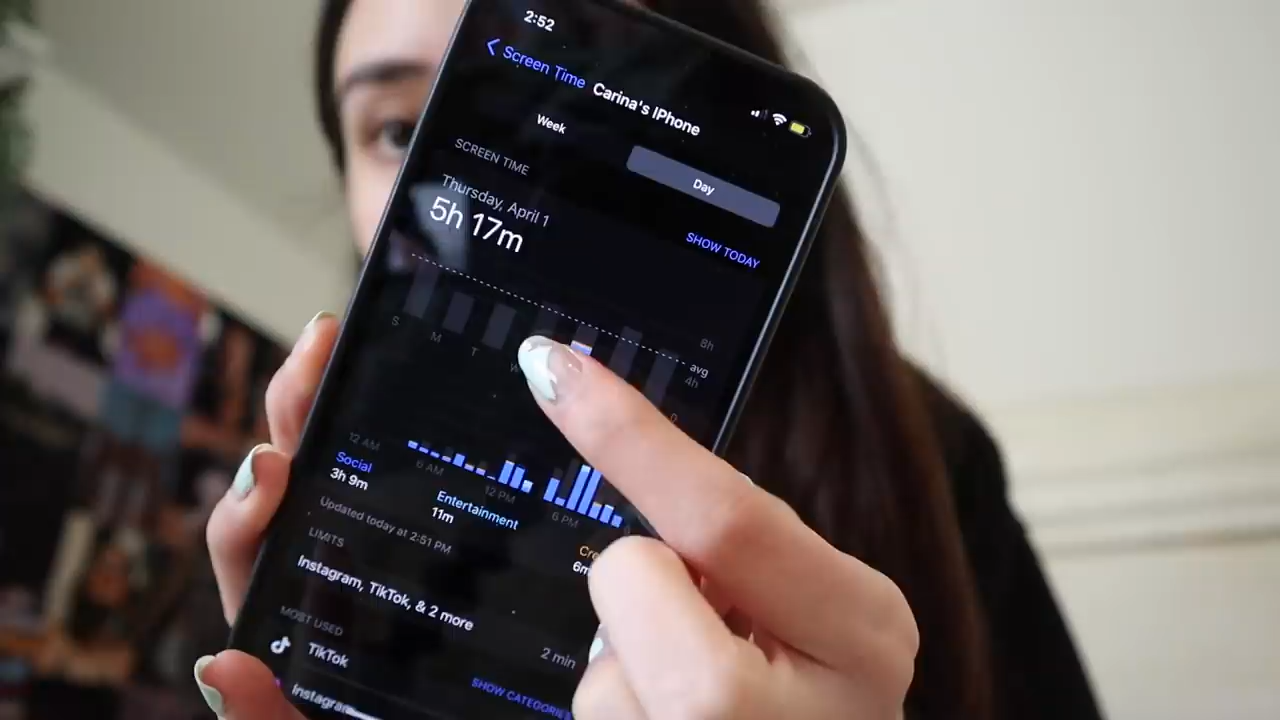 2:52
Screen Time Carina's iPhone
Week Day
SCREEN TIME
Thursday, April 1
5h 17m
SHOW TODAY
8h
avg
4h
0
S M T W
12 AM 6 AM 12 PM 6 PM
Social Entertainment
3h 9m 11m
6m
Updated today at 2:51 PM
LIMITS
Instagram, TikTok, & 2 more
2 min
MOST USED
SHOW CATEGORIES
TikTok
Instagram